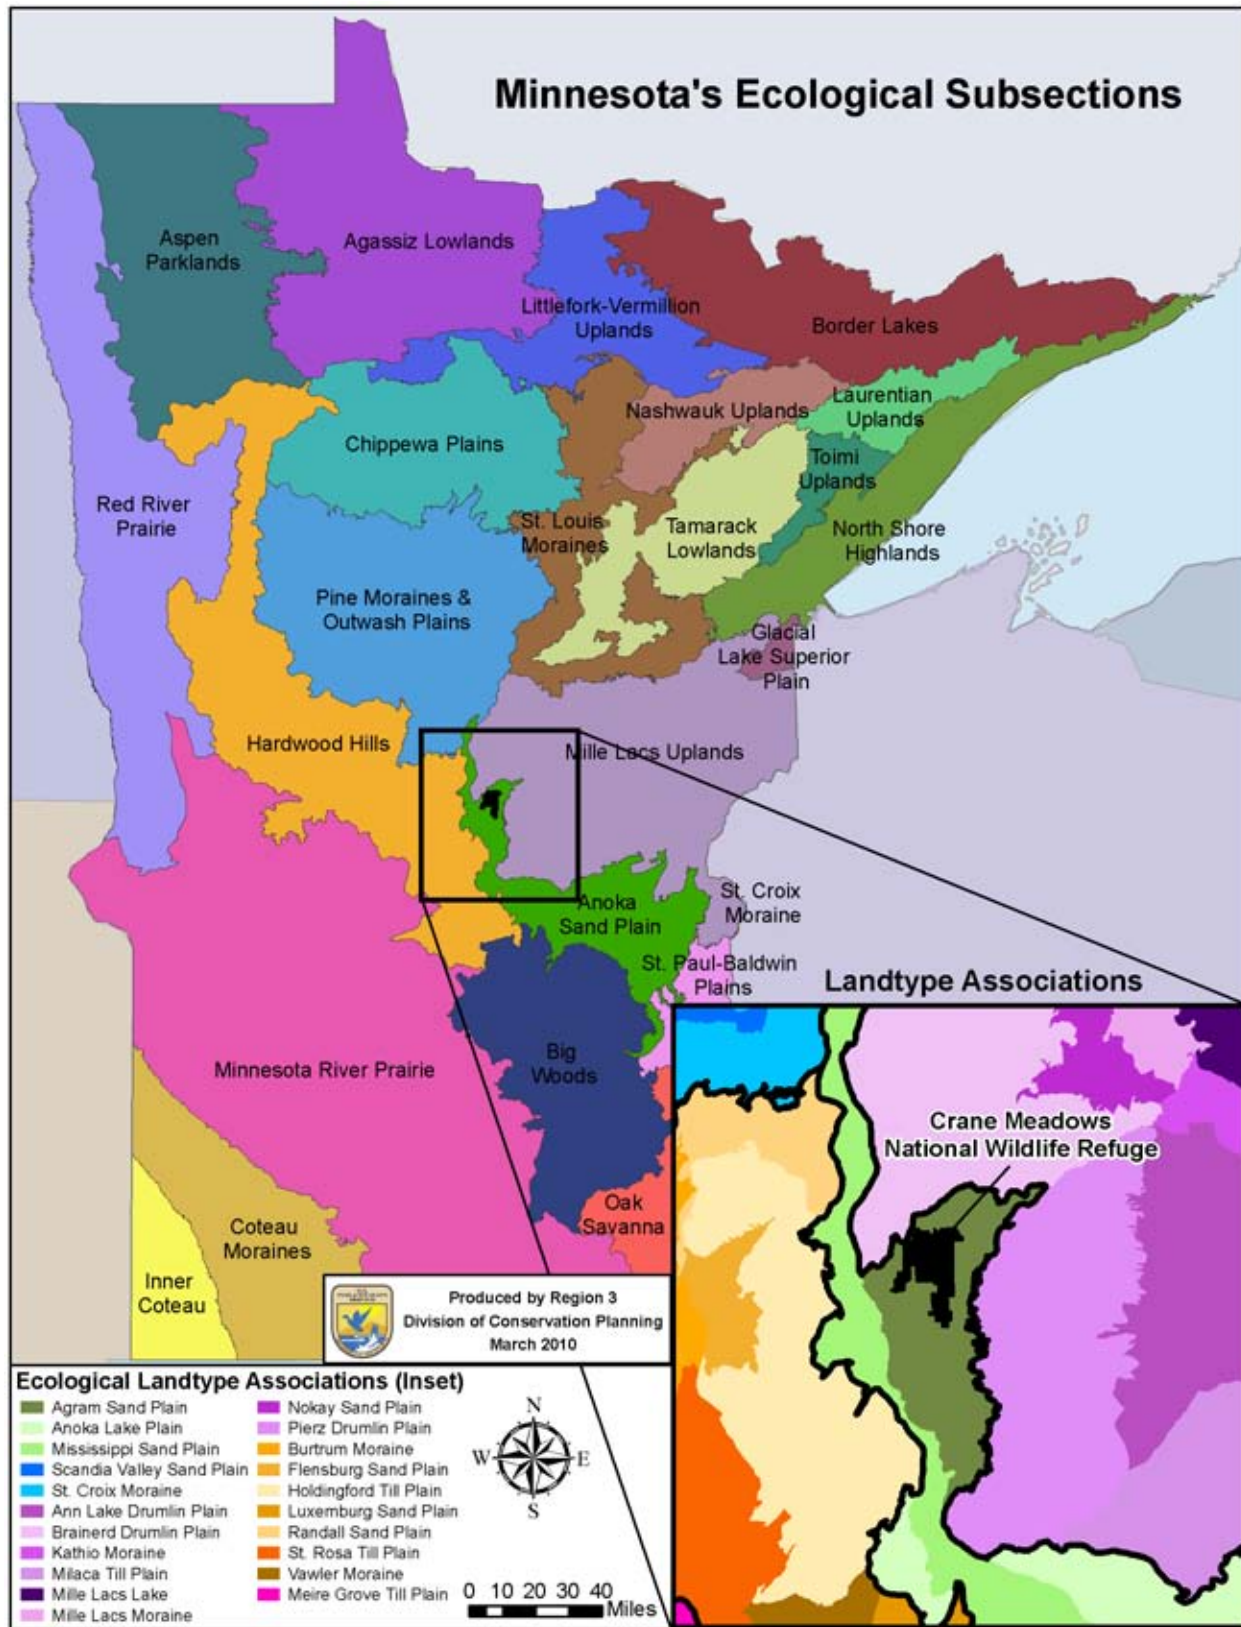 Minnesota's Ecological Subsections
Aspen
Parklands
Agassiz Lowlands
Littlefork-Vermillion
Uplands
Border Lakes
Laurentian
Uplands
Nashwauk Uplands
Chippewa Plains
Toimi
Uplands
Red River
Prairie
St. Louis
Moraines
Tamarack
Lowlands
North Shore
Highlands
Pine Moraines &
Outwash Plains
Glacial
Lake Superior
Plain
Hardwood Hills
Mille Lacs Uplands
Anoka
Sand Plain
St. Croix
Moraine
St. Paul-Baldwin
Plains
Minnesota River Prairie
Big
Woods
Oak
Savanna
Coteau
Moraines
Inner
Coteau
Landtype Associations
Crane Meadows
National Wildlife Refuge
Produced by Region 3
Division of Conservation Planning
March 2010
Ecological Landtype Associations (Inset)
Agram Sand Plain
Anoka Lake Plain
Mississippi Sand Plain
Scandia Valley Sand Plain
St. Croix Moraine
Ann Lake Drumlin Plain
Brainerd Drumlin Plain
Kathio Moraine
Milaca Till Plain
Mille Lacs Lake
Mille Lacs Moraine
Nokay Sand Plain
Pierz Drumlin Plain
Burtrum Moraine
Flensburg Sand Plain
Holdingford Till Plain
Luxemburg Sand Plain
Randall Sand Plain
St. Rosa Till Plain
Vawler Moraine
Meire Grove Till Plain
N
W E
S
0 10 20 30 40
Miles